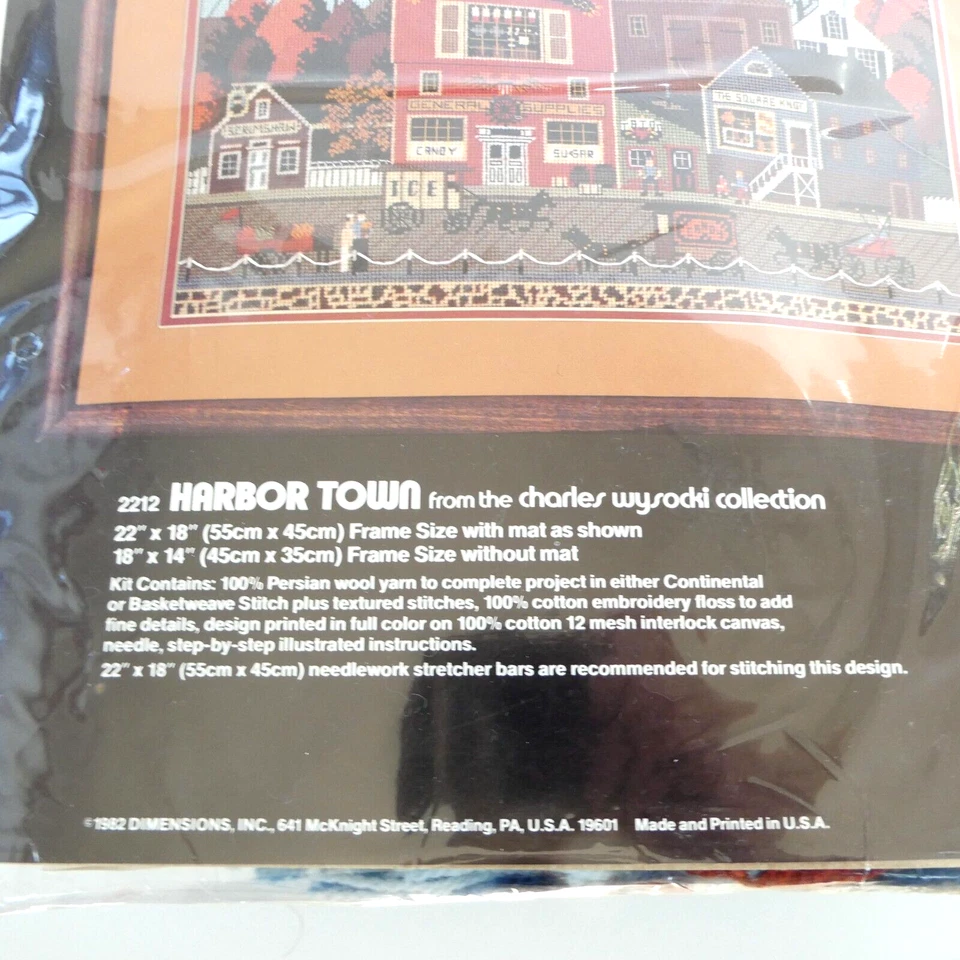 GENERAL SUPPLIES
SCRIMSHAW
THE SQUARE KNOT
CANDY
SUGAR
ICE
2212 HARBOR TOWN from the charles wysocki collection
22" x 18" (55cm x 45cm) Frame Size with mat as shown
18" x 14" (45cm x 35cm) Frame Size without mat
Kit Contains: 100% Persian wool yarn to complete project in either Continental
or Basketweave Stitch plus textured stitches, 100% cotton embroidery floss to add
fine details, design printed in full color on 100% cotton 12 mesh interlock canvas,
needle, step-by-step illustrated instructions.
22" x 18" (55cm x 45cm) needlework stretcher bars are recommended for stitching this design.
©1982 DIMENSIONS, INC., 641 McKnight Street, Reading, PA, U.S.A. 19601 Made and Printed in U.S.A.